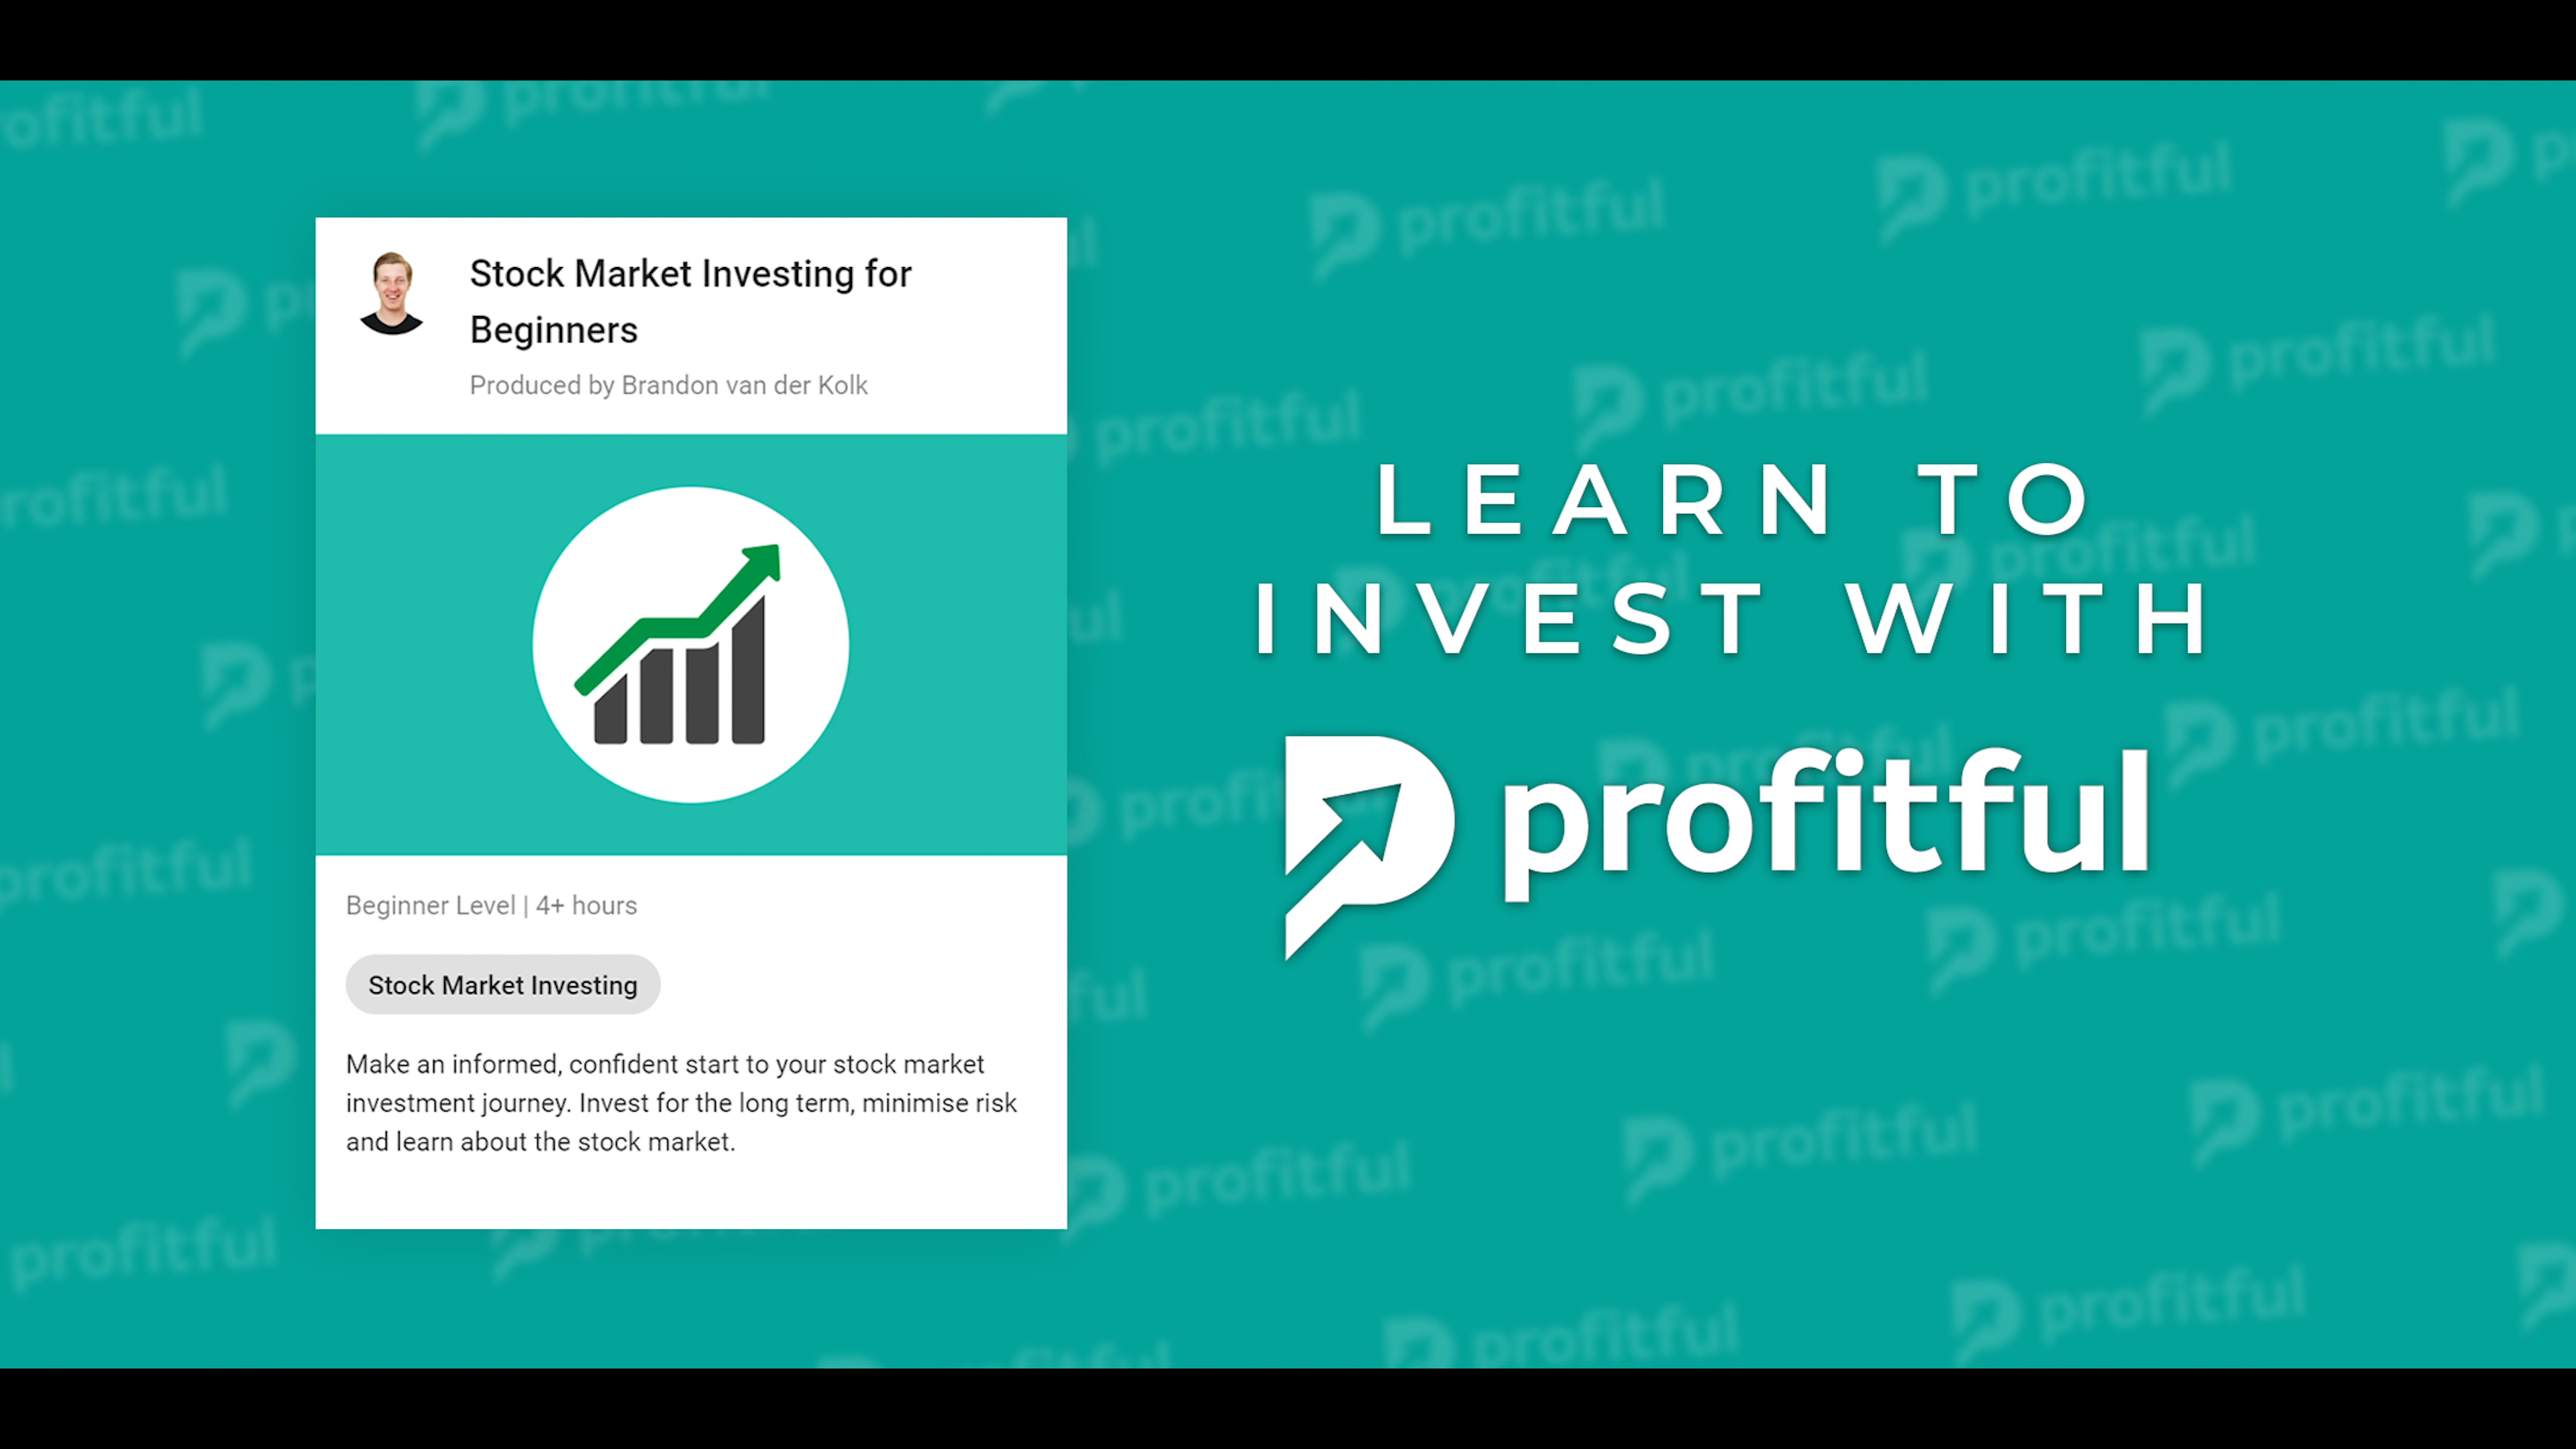 Stock Market Investing for
Beginners
Produced by Brandon van der Kolk
Beginner Level | 4+ hours
Stock Market Investing
Make an informed, confident start to your stock market
investment journey. Invest for the long term, minimise risk
and learn about the stock market.
LEARN TO
INVEST WITH
profitful